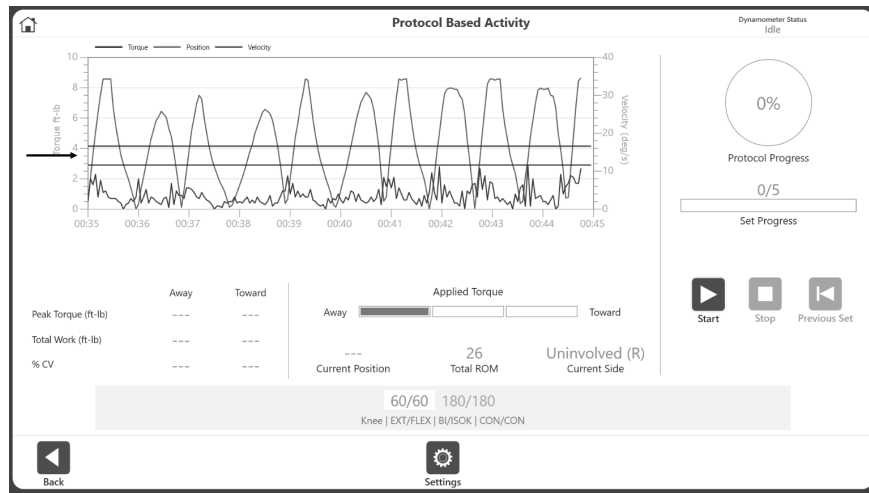 Protocol Based Activity
Dynamometer Status
Idle
Torque Position Velocity
10
8
6
4
2
0
Torque ft-lb
40
30
20
10
0
Velocity (deg/s)
00:35 00:36 00:37 00:38 00:39 00:40 00:41 00:42 00:43 00:44 00:45
0%
Protocol Progress
0/5
Set Progress
Start Stop Previous Set
Away Toward
Peak Torque (ft-lb) --- ---
Total Work (ft-lb) --- ---
% CV --- ---
Applied Torque
Away Toward
--- 26 Uninvolved (R)
Current Position Total ROM Current Side
60/60 180/180
Knee | EXT/FLEX | BI/ISOK | CON/CON
Back Settings